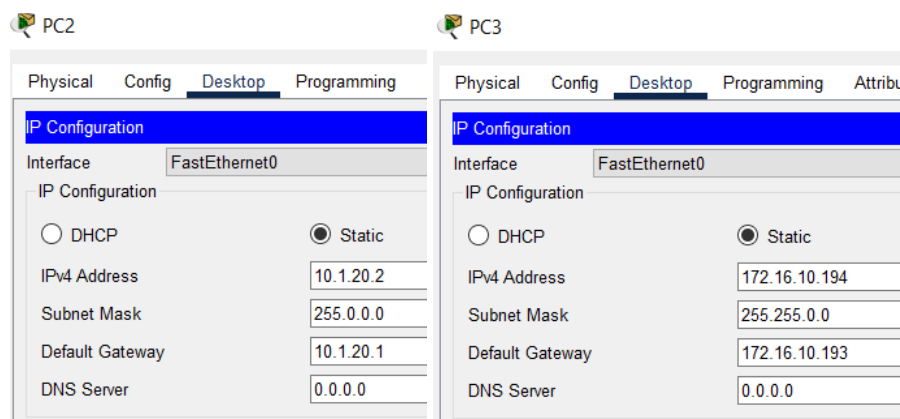 PC2
Physical Config Desktop Programming
IP Configuration
Interface FastEthernet0
IP Configuration
DHCP Static
IPv4 Address 10.1.20.2
Subnet Mask 255.0.0.0
Default Gateway 10.1.20.1
DNS Server 0.0.0.0
PC3
Physical Config Desktop Programming Attribu
IP Configuration
Interface FastEthernet0
IP Configuration
DHCP Static
IPv4 Address 172.16.10.194
Subnet Mask 255.255.0.0
Default Gateway 172.16.10.193
DNS Server 0.0.0.0